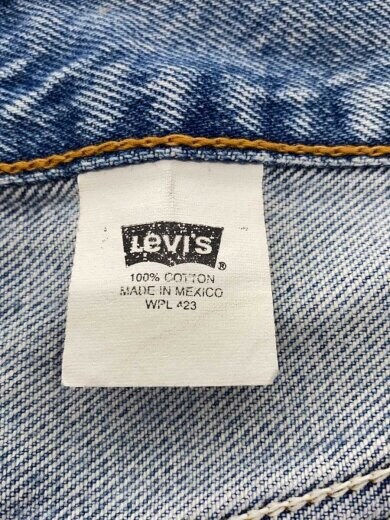 Levi's ®
100% COTTON
MADE IN MEXICO
WPL 423